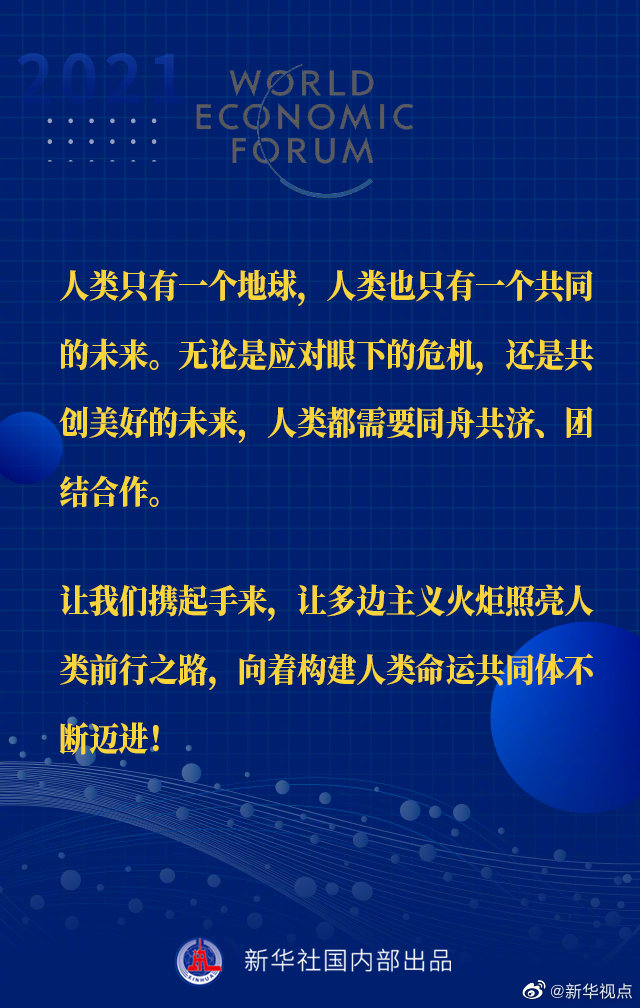 2021
WORLD
ECONOMIC
FORUM
人类只有一个地球，人类也只有一个共同
的未来。无论是应对眼下的危机，还是共
创美好的未来，人类都需要同舟共济、团
结合作。
让我们携起手来，让多边主义火炬照亮人
类前行之路，向着构建人类命运共同体不
断迈进！
XINHUA
新华社国内部出品
@新华视点